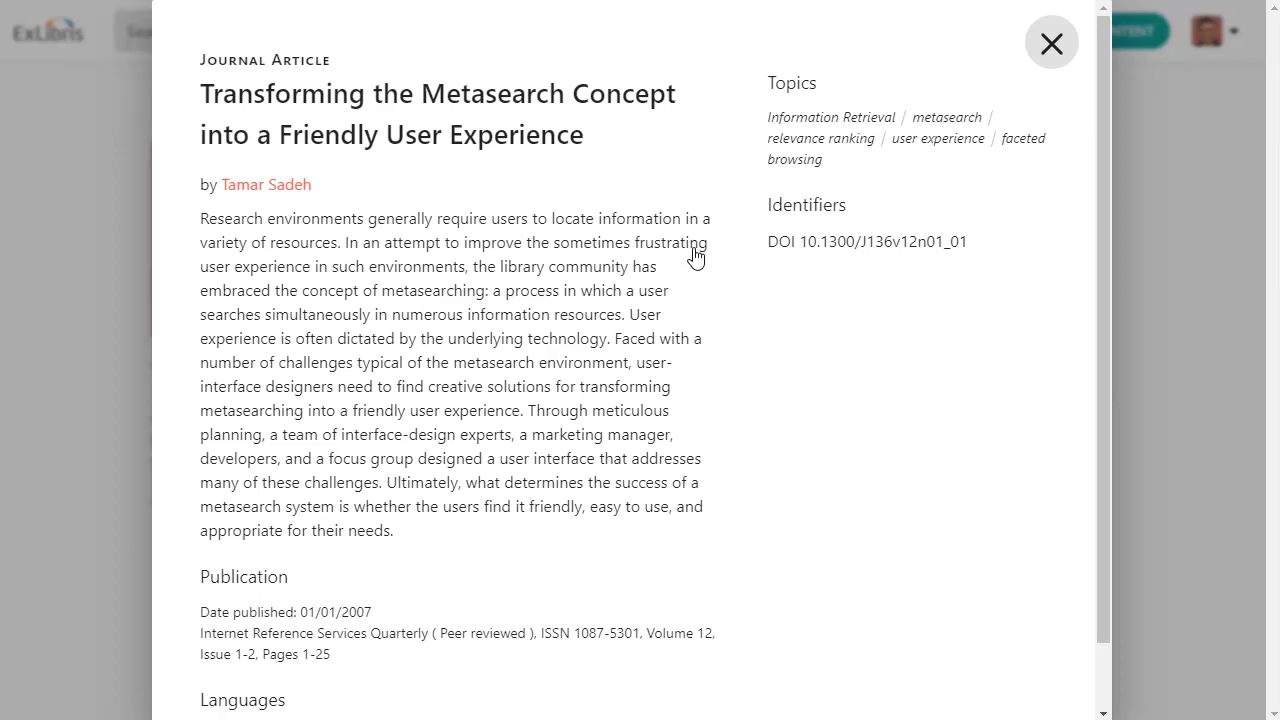 ExLibris
Sea
TENT
JOURNAL ARTICLE
Transforming the Metasearch Concept
into a Friendly User Experience
by Tamar Sadeh
Research environments generally require users to locate information in a
variety of resources. In an attempt to improve the sometimes frustrating
user experience in such environments, the library community has
embraced the concept of metasearching: a process in which a user
searches simultaneously in numerous information resources. User
experience is often dictated by the underlying technology. Faced with a
number of challenges typical of the metasearch environment, user-
interface designers need to find creative solutions for transforming
metasearching into a friendly user experience. Through meticulous
planning, a team of interface-design experts, a marketing manager,
developers, and a focus group designed a user interface that addresses
many of these challenges. Ultimately, what determines the success of a
metasearch system is whether the users find it friendly, easy to use, and
appropriate for their needs.
Publication
Date published: 01/01/2007
Internet Reference Services Quarterly ( Peer reviewed ), ISSN 1087-5301, Volume 12,
Issue 1-2, Pages 1-25
Languages
Topics
Information Retrieval / metasearch /
relevance ranking / user experience / faceted
browsing
Identifiers
DOI 10.1300/J136v12n01_01